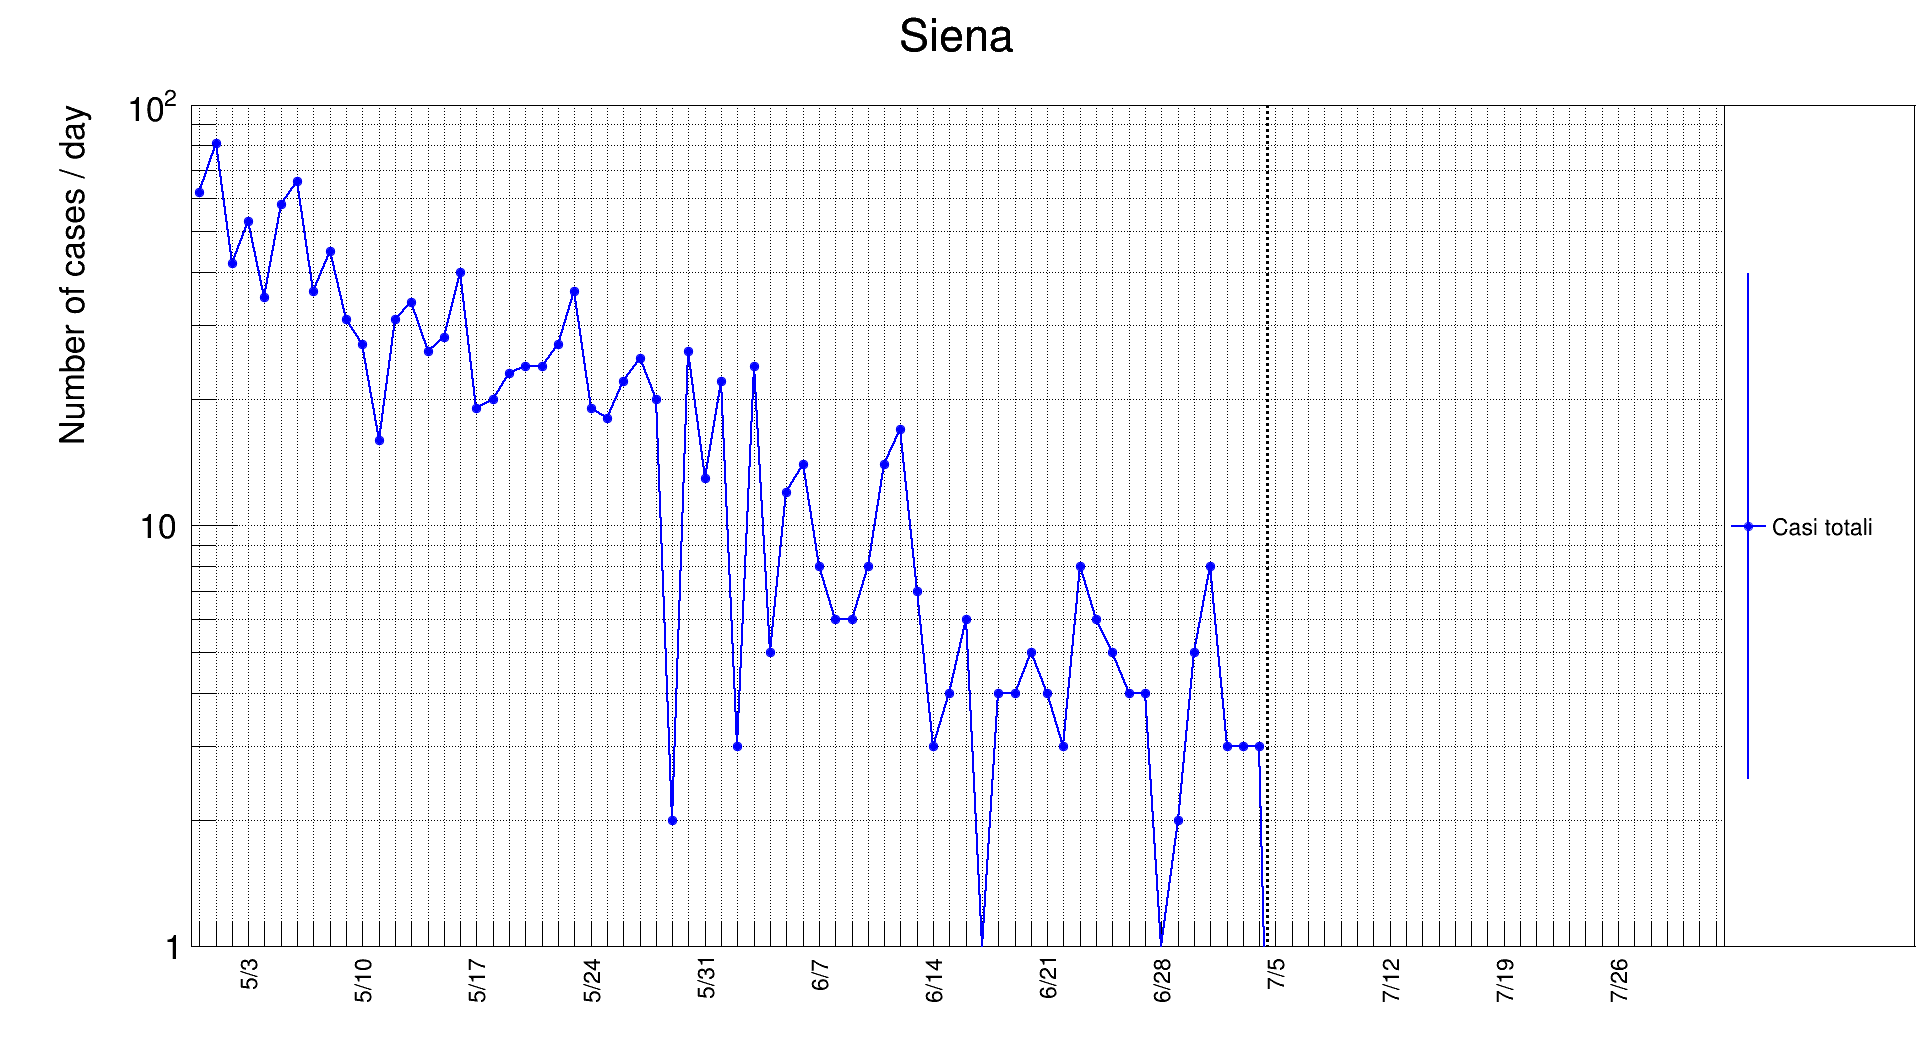 Siena
Number of cases / day
10²
10
1
5/3 5/10 5/17 5/24 5/31 6/7 6/14 6/21 6/28 7/5 7/12 7/19 7/26
Casi totali